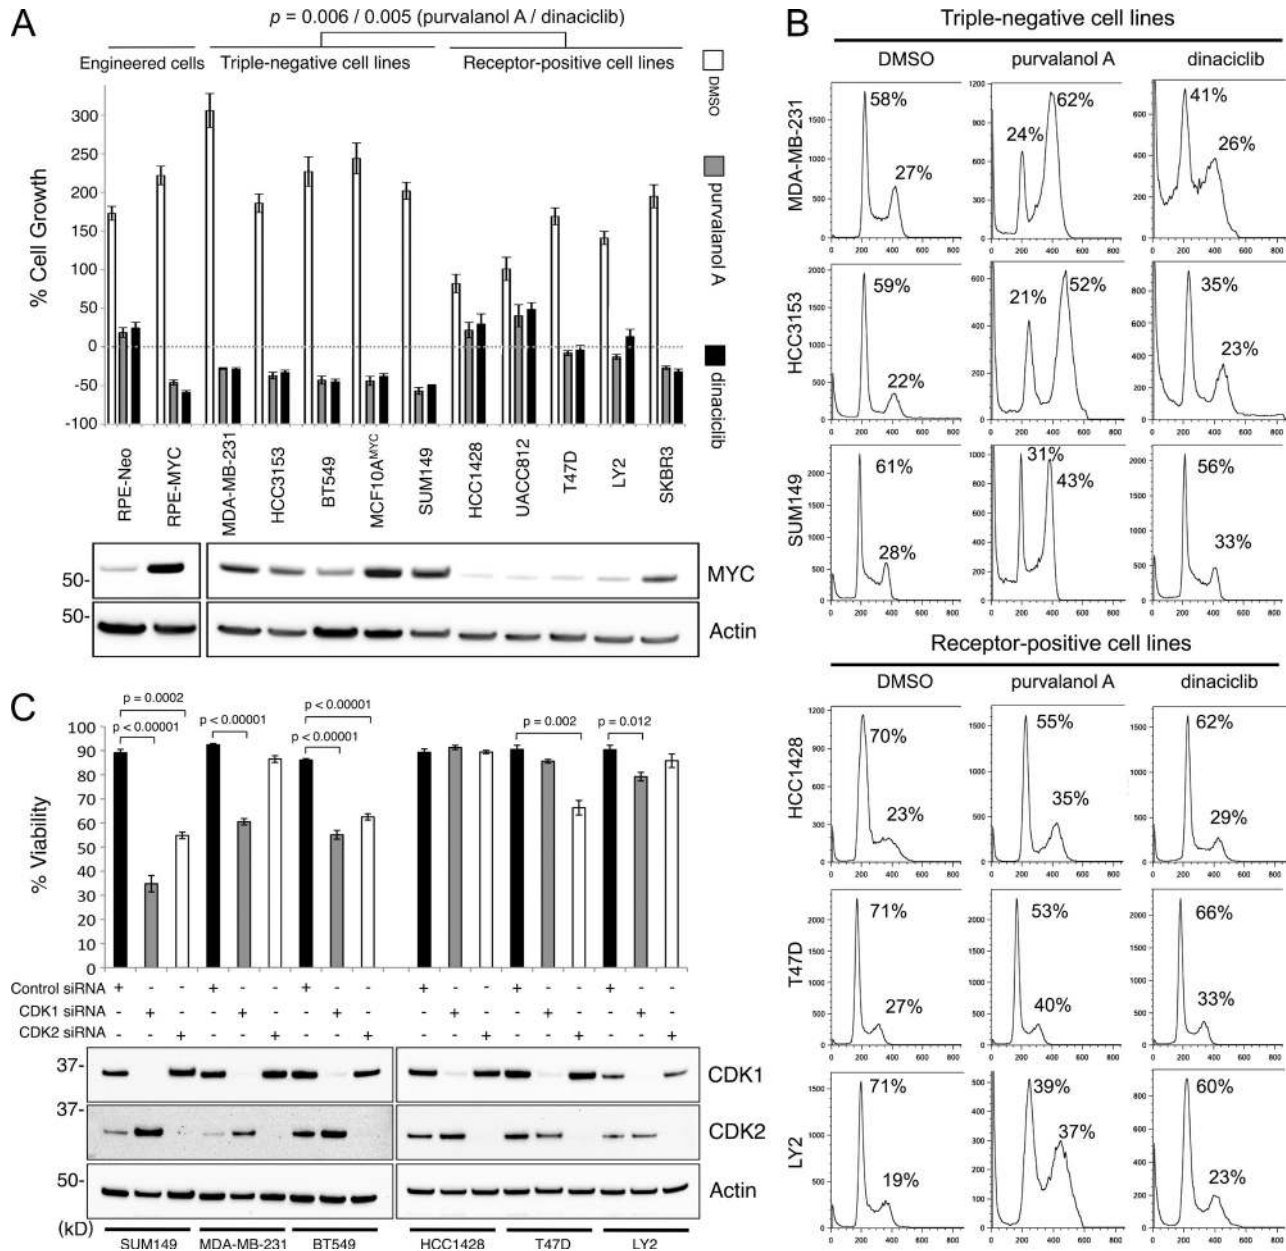 A
p = 0.006 / 0.005 (purvalanol A / dinaciclib)
Engineered cells Triple-negative cell lines Receptor-positive cell lines
DMSO
purvalanol A
dinaciclib
% Cell Growth
300
250
200
150
100
50
0
-50
-100
RPE-Neo
RPE-MYC
MDA-MB-231
HCC3153
BT549
MCF10A^MYC
SUM149
HCC1428
UACC812
T47D
LY2
SKBR3
50- MYC
50- Actin
B
Triple-negative cell lines
DMSO purvalanol A dinaciclib
MDA-MB-231
58% 27%
24% 62%
41% 26%
HCC3153
59% 22%
21% 52%
35% 23%
SUM149
61% 28%
31% 43%
56% 33%
Receptor-positive cell lines
DMSO purvalanol A dinaciclib
HCC1428
70% 23%
55% 35%
62% 29%
T47D
71% 27%
53% 40%
66% 33%
LY2
71% 19%
39% 37%
60% 23%
C
p = 0.0002
p < 0.00001
p < 0.00001
p < 0.00001
p < 0.00001
p = 0.002
p = 0.012
% Viability
100
90
80
70
60
50
40
30
20
10
0
Control siRNA + - - + - - + - - + - - + - - + - -
CDK1 siRNA - + - - + - - + - - + - - + - - + -
CDK2 siRNA - - + - - + - - + - - + - - + - - +
37- CDK1
37- CDK2
50- Actin
(kD)
SUM149 MDA-MB-231 BT549 HCC1428 T47D LY2